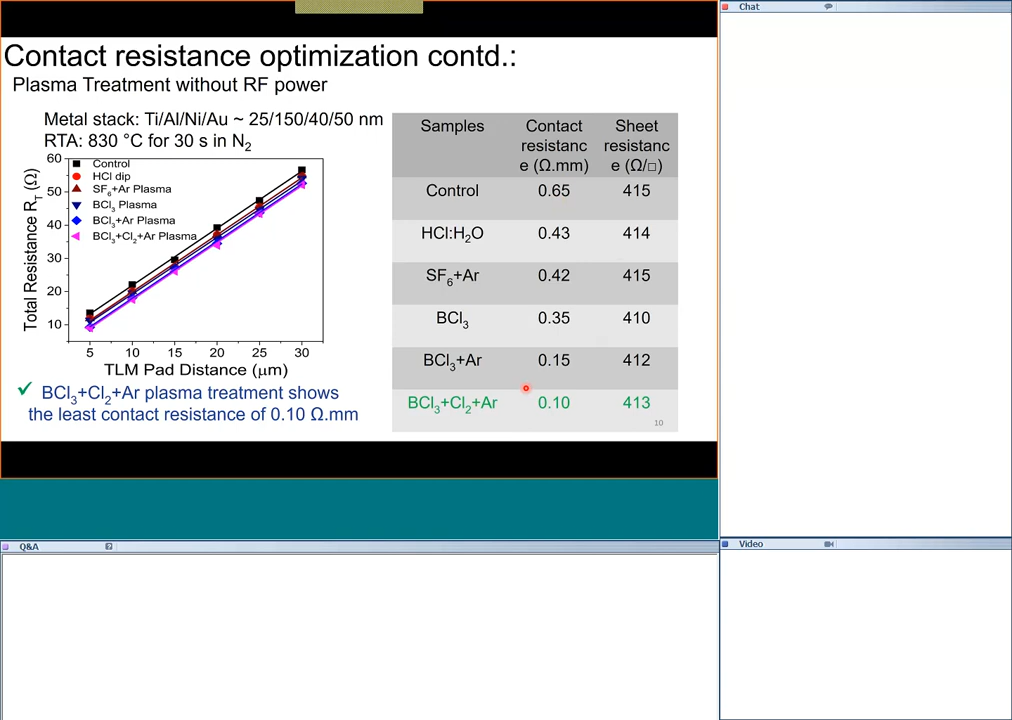 Chat
Contact resistance optimization contd.:
Plasma Treatment without RF power
Metal stack: Ti/Al/Ni/Au ~ 25/150/40/50 nm
RTA: 830 °C for 30 s in N₂
60
50
40
30
20
10
Total Resistance R_T (Ω)
Control
HCl dip
SF₆+Ar Plasma
BCl₃ Plasma
BCl₃+Ar Plasma
BCl₃+Cl₂+Ar Plasma
5 10 15 20 25 30
TLM Pad Distance (μm)
✓ BCl₃+Cl₂+Ar plasma treatment shows
the least contact resistance of 0.10 Ω.mm
Samples Contact Sheet
resistanc resistanc
e (Ω.mm) e (Ω/□)
Control 0.65 415
HCl:H₂O 0.43 414
SF₆+Ar 0.42 415
BCl₃ 0.35 410
BCl₃+Ar 0.15 412
BCl₃+Cl₂+Ar 0.10 413
10
Q&A
Video